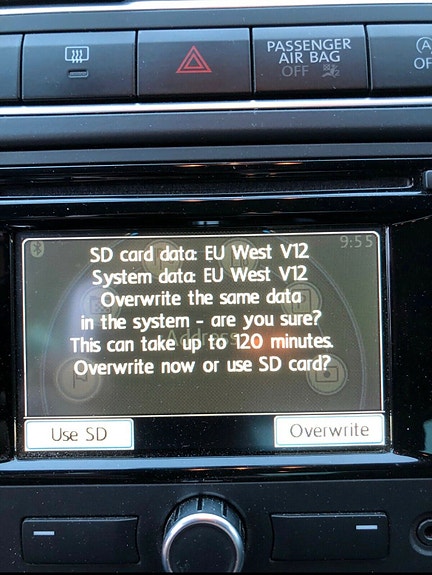 PASSENGER
AIR BAG
OFF
OFF
9:55
SD card data: EU West V12
System data: EU West V12
Overwrite the same data
in the system - are you sure?
This can take up to 120 minutes.
Overwrite now or use SD card?
Use SD
Overwrite